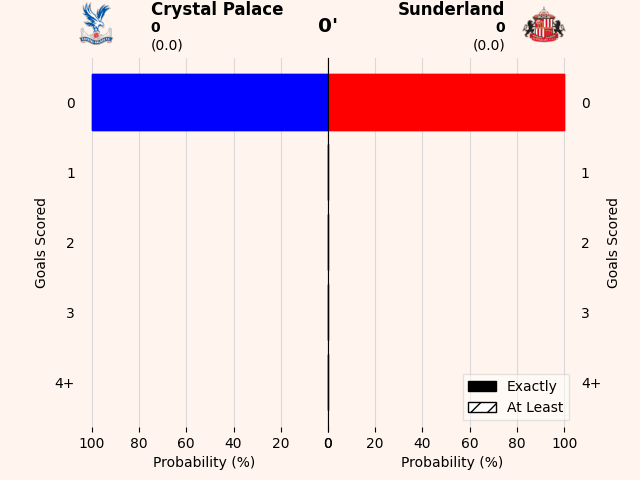 Crystal Palace
0
(0.0)
0'
Sunderland
0
(0.0)
Goals Scored
0
1
2
3
4+
0
1
2
3
4+
Goals Scored
Exactly
At Least
100 80 60 40 20 0
0 20 40 60 80 100
Probability (%)
Probability (%)